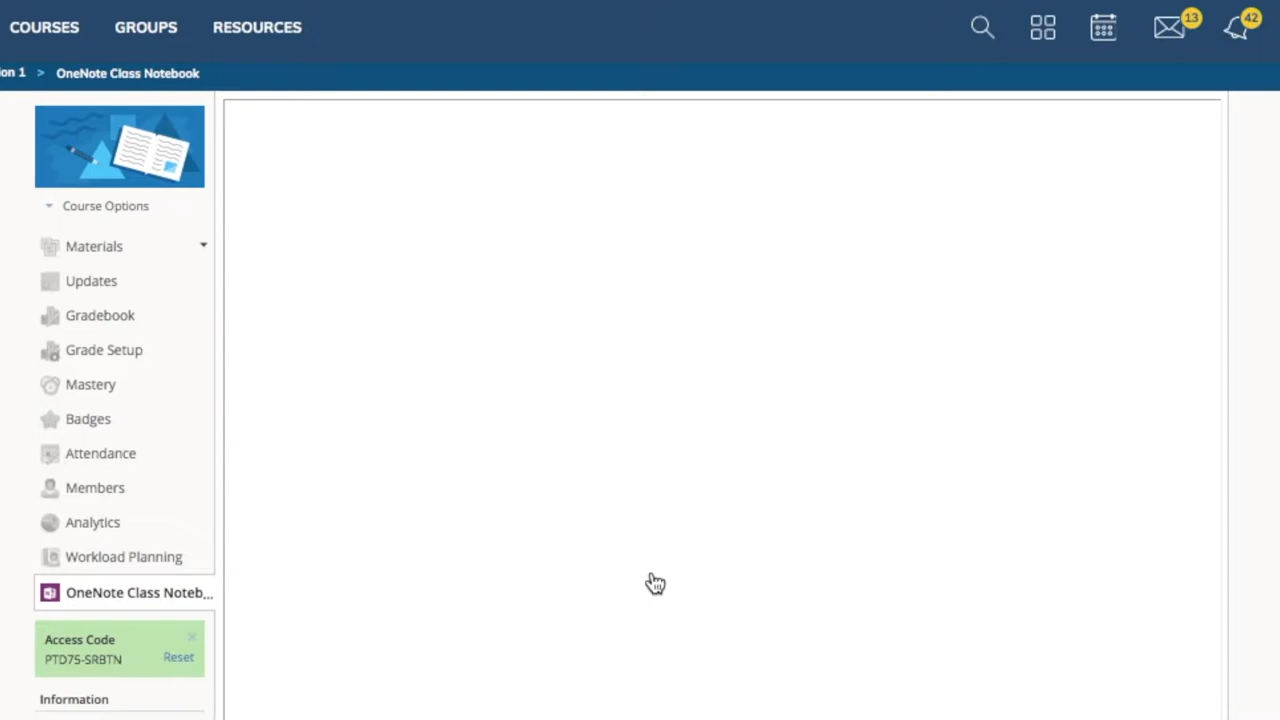 COURSES GROUPS RESOURCES
13 42
ion 1 > OneNote Class Notebook
Course Options
Materials
Updates
Gradebook
Grade Setup
Mastery
Badges
Attendance
Members
Analytics
Workload Planning
OneNote Class Noteb...
Access Code
PTD75-SRBTN Reset
Information